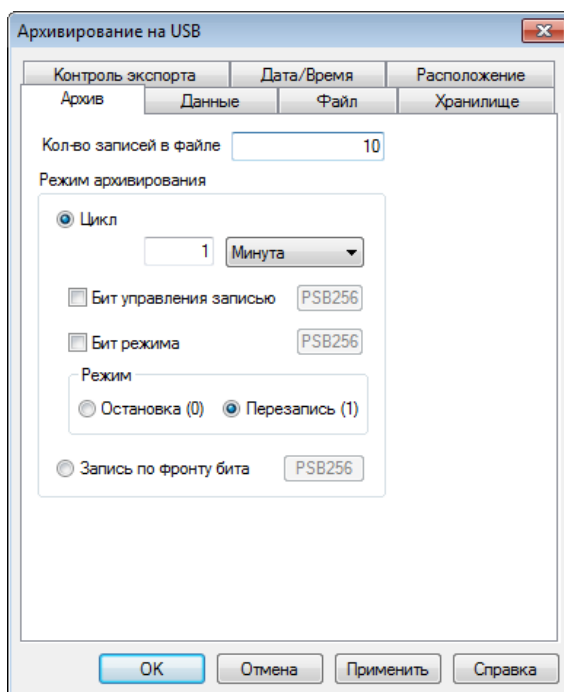 Архивирование на USB
Контроль экспорта Дата/Время Расположение
Архив Данные Файл Хранилище
Кол-во записей в файле 10
Режим архивирования
Цикл
1 Минута
Бит управления записью PSB256
Бит режима PSB256
Режим
Остановка (0) Перезапись (1)
Запись по фронту бита PSB256
OK Отмена Применить Справка